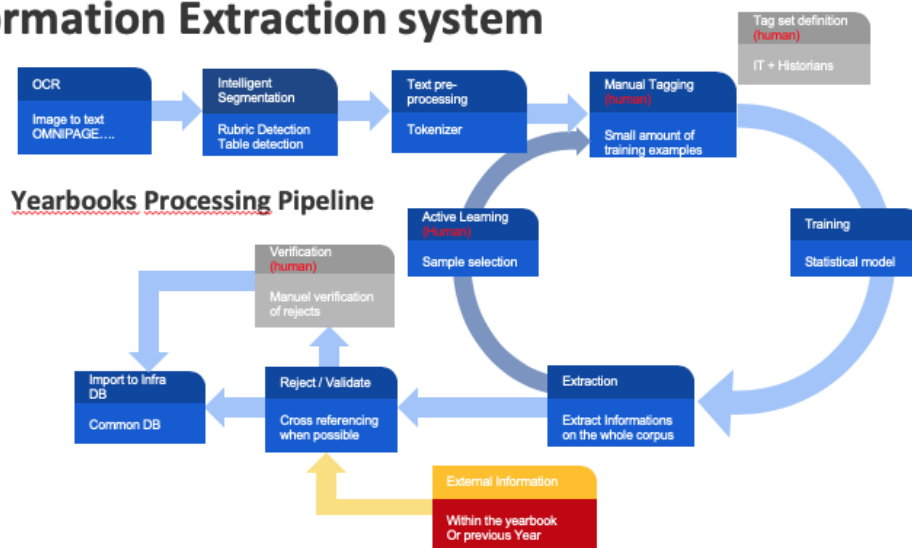 ormation Extraction system
Tag set definition
(human)
IT + Historians
OCR
Image to text
OMNIPAGE....
Intelligent
Segmentation
Rubric Detection
Table detection
Text pre-
processing
Tokenizer
Manual Tagging
(human)
Small amount of
training examples
Yearbooks Processing Pipeline
Active Learning
(Human)
Sample selection
Training
Statistical model
Verification
(human)
Manuel verification
of rejects
Import to Infra
DB
Common DB
Reject / Validate
Cross referencing
when possible
Extraction
Extract Informations
on the whole corpus
External Information
Within the yearbook
Or previous Year